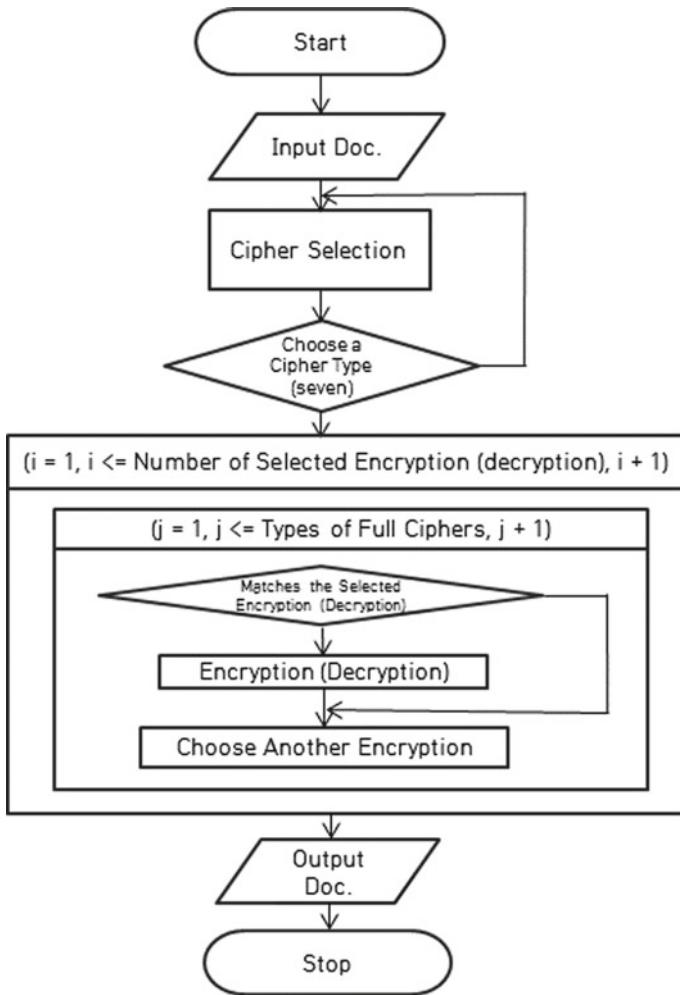 Start
Input Doc.
Cipher Selection
Choose a
Cipher Type
(seven)
(i = 1, i <= Number of Selected Encryption (decryption), i + 1)
(j = 1, j <= Types of Full Ciphers, j + 1)
Matches the Selected
Encryption (Decryption)
Encryption (Decryption)
Choose Another Encryption
Output
Doc.
Stop